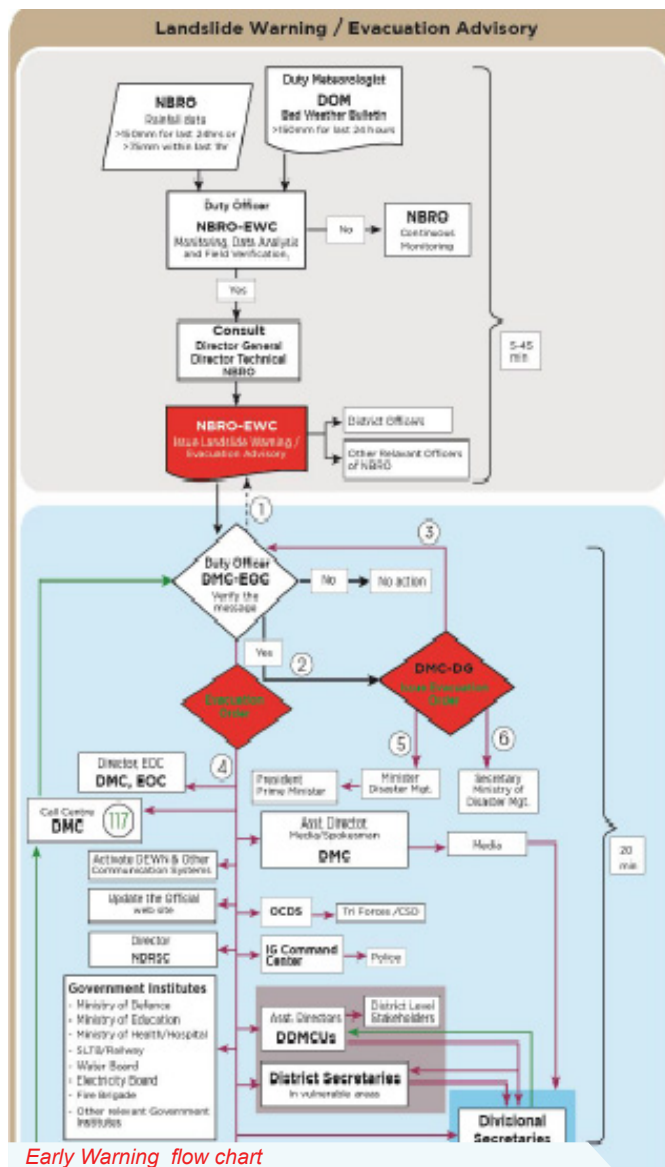 Landslide Warning / Evacuation Advisory
NBRO
Rainfall data
>150mm for last 24hrs or
>75mm within last 1hr
Duty Meteorologist
DOM
Bad Weather Bulletin
>150mm for last 24 hours
Duty Officer
NBRO-EWC
Monitoring, Data Analysis
and Field Verification,
No
NBRO
Continuous
Monitoring
Yes
Consult
Director General
Director Technical
NBRO
5-45
min
NBRO-EWC
Issue Landslide Warning /
Evacuation Advisory
District Officers
Other Relavant Officers
of NBRO
1
3
Duty Officer
DMC-EOC
Verify the
message
No
No action
Yes
2
DMC-DG
Issue Evacuation
Order
Evacuation
Order
4
5
6
Director, EOC
DMC, EOC
President
Prime Minister
Minister
Disaster Mgt.
Secretary
Ministry of
Disaster Mgt.
Call Centre
DMC
117
Asst. Director
Media/Spokesman
DMC
Media
20
min
Activate DEWN & Other
Communication Systems
Update the Official
web site
OCDS
Tri Forces /CSD
Director
NDRSC
IG Command
Center
Police
Government Institutes
- Ministry of Defence
- Ministry of Education
- Ministry of Health/Hospital
- SLTB/Railway
- Water Board
- Electricity Board
- Fire Brigade
- Other relevant Government
Institutes
Asst. Directors
DDMCUs
District Level
Stakeholders
District Secretaries
In vulnerable areas
Divisional
Secretaries
Early Warning flow chart